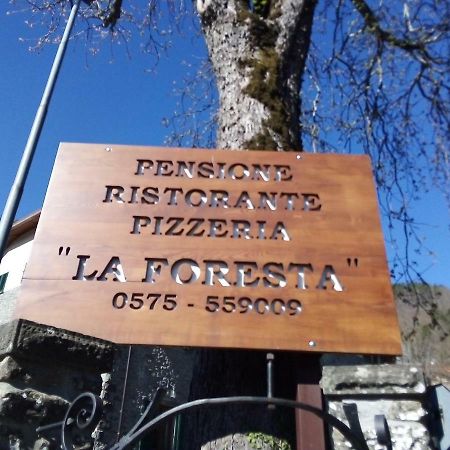 PENSIONE
RISTORANTE
PIZZERIA
"LA FORESTA"
0575 - 559009